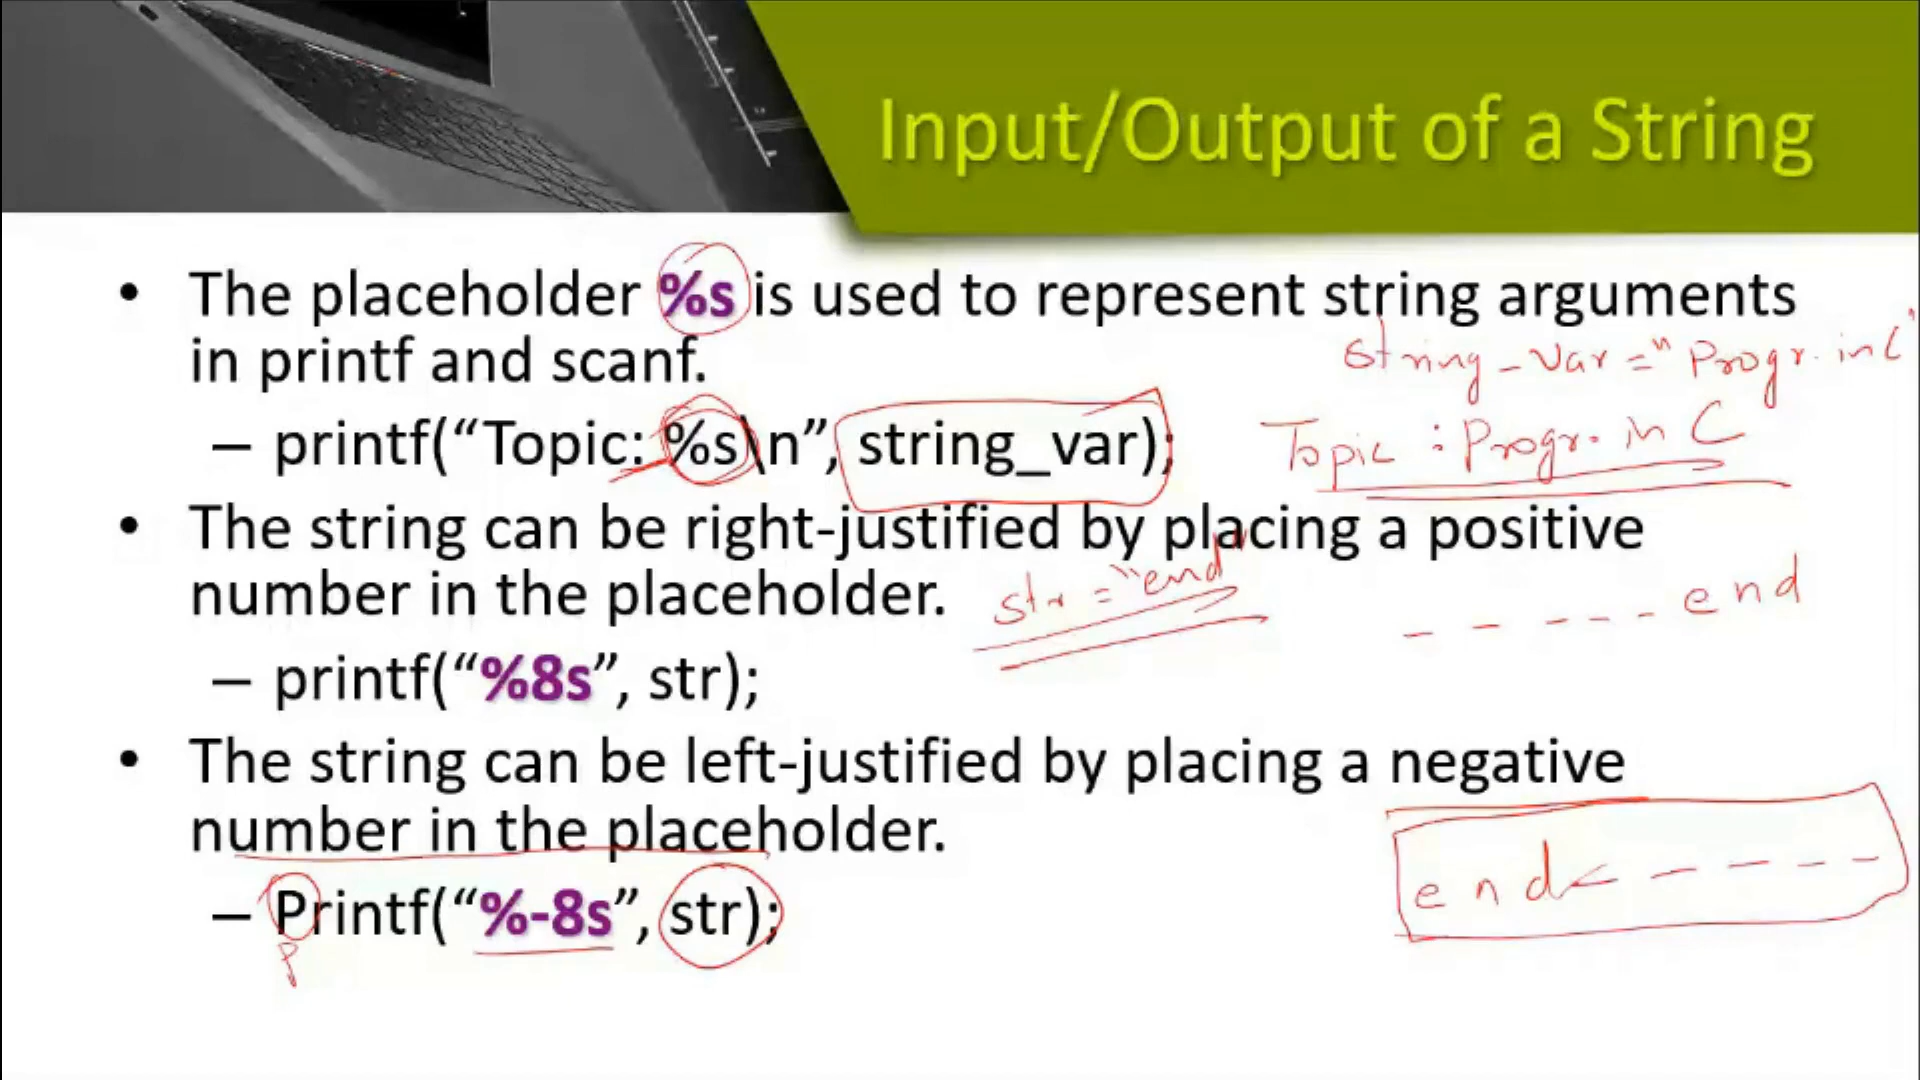 Input/Output of a String
• The placeholder %s is used to represent string arguments
in printf and scanf.
String_Var = "Progr. in C"
– printf(“Topic: %s\n”, string_var);
Topic : Progr. in C
• The string can be right-justified by placing a positive
number in the placeholder.
str = "end"
- - - - - end
– printf(“%8s”, str);
• The string can be left-justified by placing a negative
number in the placeholder.
end - - - - -
– Printf(“%-8s”, str);
p